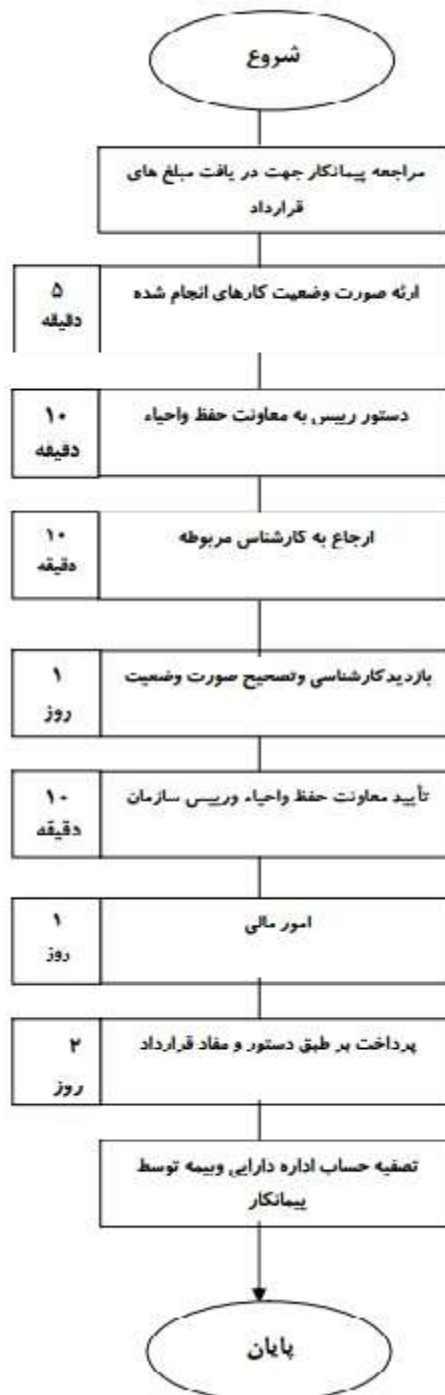 شروع
مراجعه پیمانکار جهت در یافت مبلغ های
قرارداد
ارئه صورت وضعیت کارهای انجام شده
۵
دقیقه
دستور رییس به معاونت حفظ واحیاء
۱۰
دقیقه
ارجاع به کارشناس مربوطه
۱۰
دقیقه
بازدیدکارشناسی وتصحیح صورت وضعیت
۱
روز
تأیید معاونت حفظ واحیاء ورییس سازمان
۱۰
دقیقه
امور مالی
۱
روز
پرداخت بر طبق دستور و مفاد قرارداد
۲
روز
تصفیه حساب اداره دارایی وبیمه توسط
پیمانکار
پایان